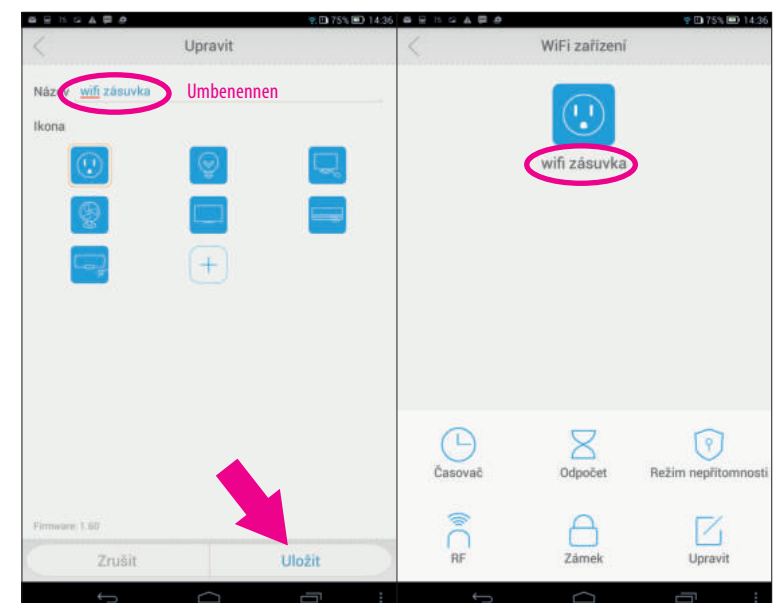 75% 14:36
Upravit
Název wifi zásuvka Umbenennen
Ikona
Firmware: 1.60
Zrušit Uložit
75% 14:36
WiFi zařízení
wifi zásuvka
Časovač Odpočet Režim nepřítomnosti
RF Zámek Upravit